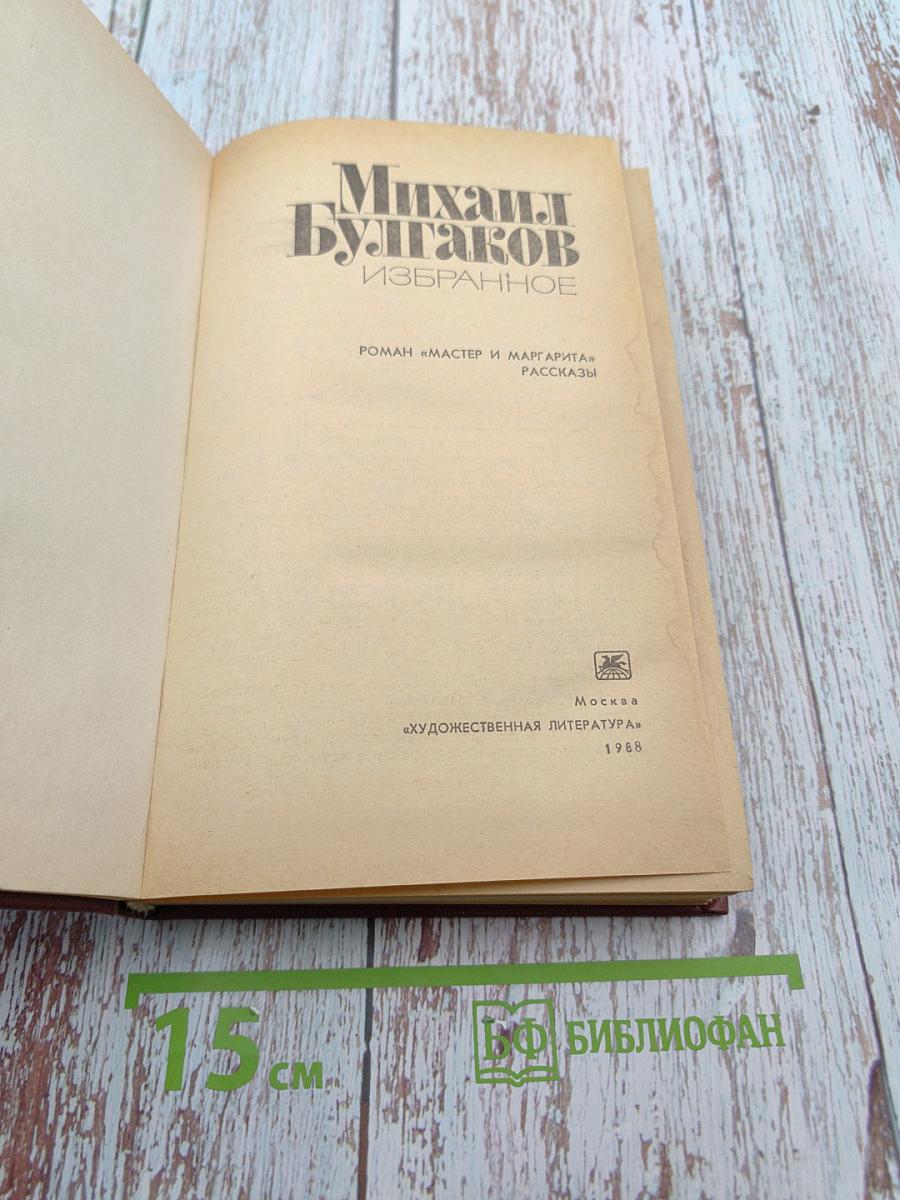 Михаил
Булгаков
ИЗБРАННОЕ
РОМАН «МАСТЕР И МАРГАРИТА»
РАССКАЗЫ
Москва
«ХУДОЖЕСТВЕННАЯ ЛИТЕРАТУРА»
1988
15 см
БФ БИБЛИОФАН